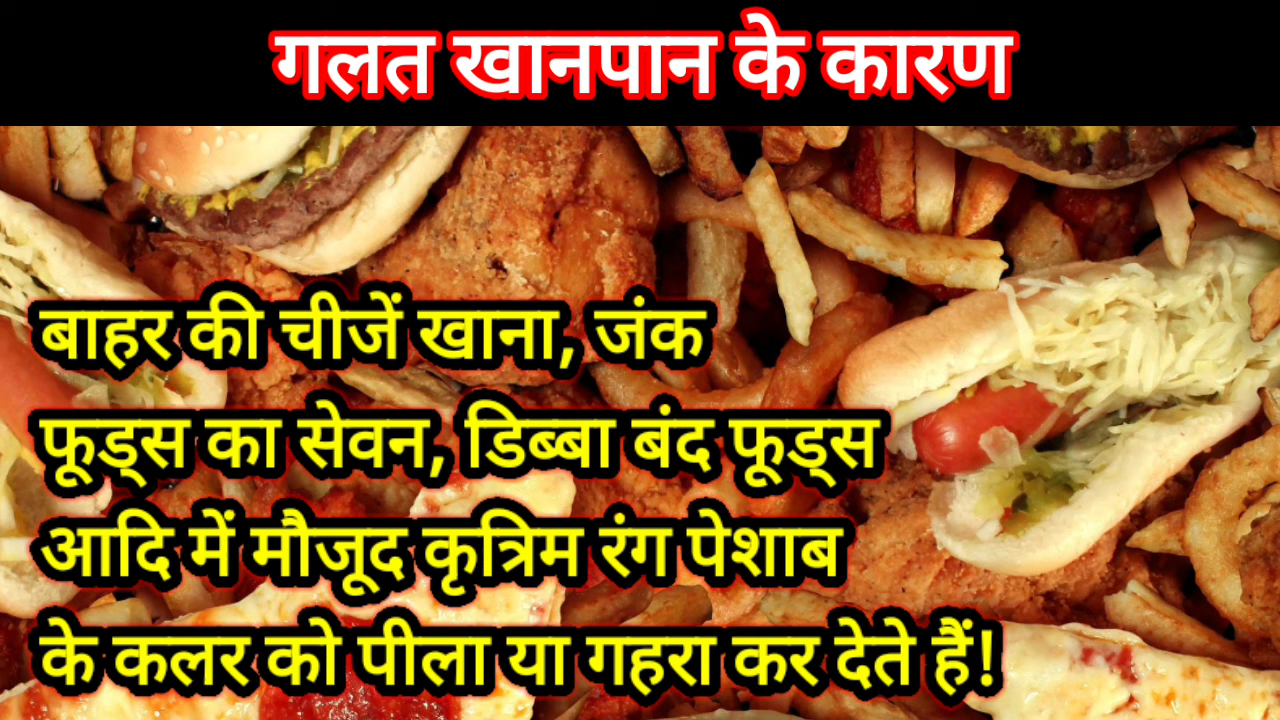 गलत खानपान के कारण
बाहर की चीजें खाना, जंक
फूड्स का सेवन, डिब्बा बंद फूड्स
आदि में मौजूद कृत्रिम रंग पेशाब
के कलर को पीला या गहरा कर देते हैं!